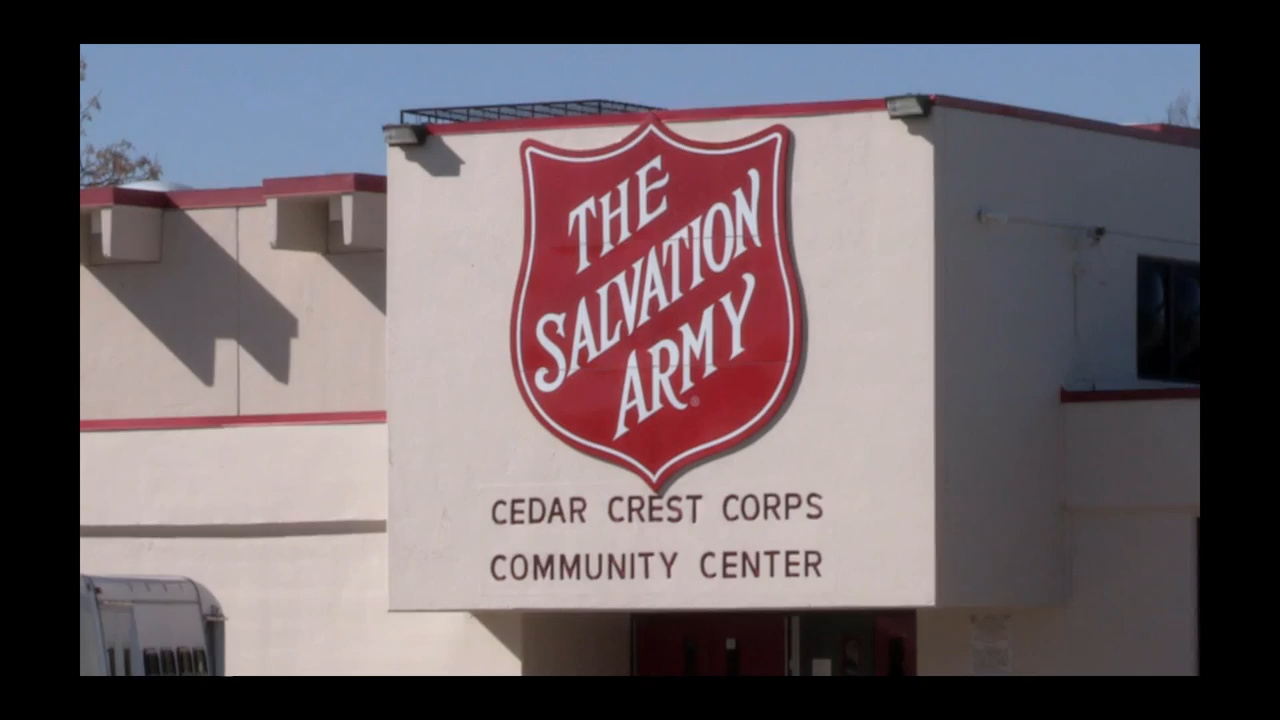 THE
SALVATION
ARMY®
CEDAR CREST CORPS
COMMUNITY CENTER